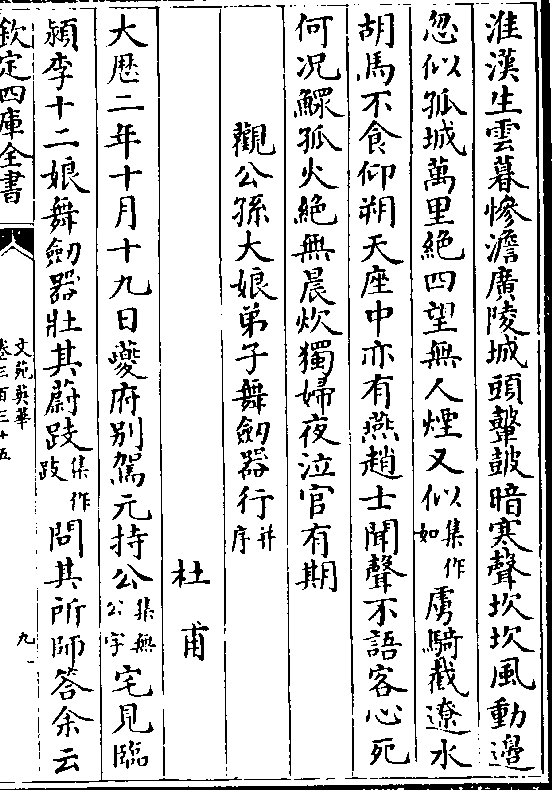 淮漢生雲暮慘澹廣陵城頭鼙鼓暗寒聲坎坎風動邊
忽似孤城萬里絶四望無人煙又似集作如虜騎截遼水
胡馬不食仰朔天座中亦有燕趙士聞聲不語客心死
何况鰥孤火絶無晨炊獨婦夜泣官有期
觀公孫大娘弟子舞劒器行并序
杜甫
大厯二年十月十九日夔府别駕元持公集無公字宅見臨
潁李十二娘舞劒器壯其蔚跂集作跂問其所師答余云
欽定四庫全書
文苑英華
卷三百三十五
九